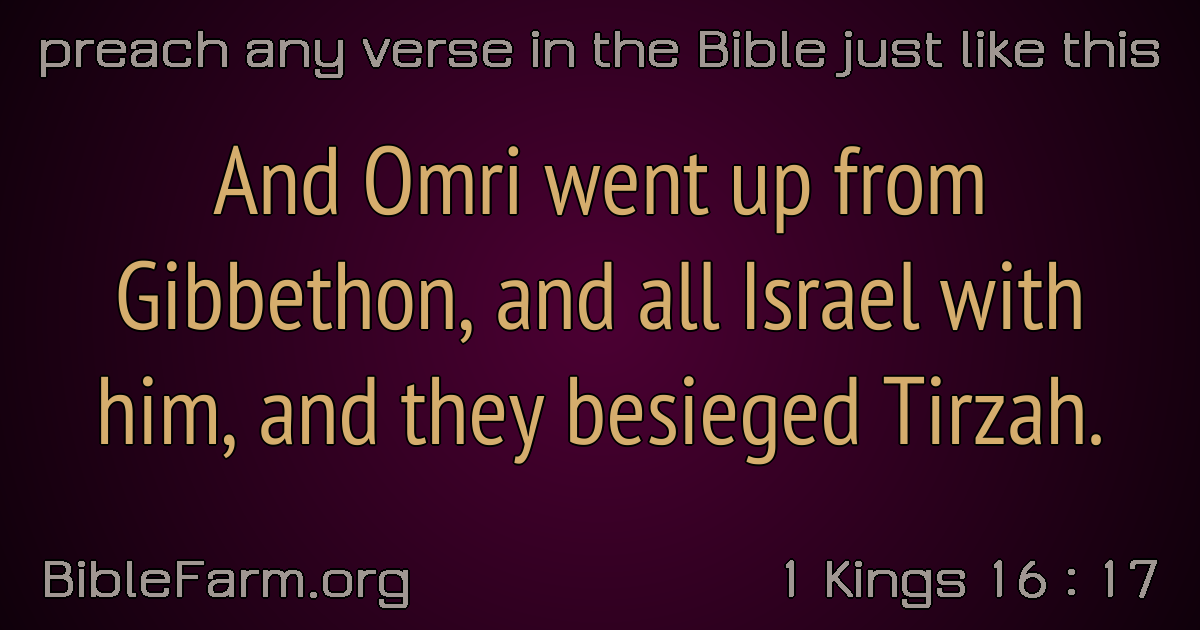 preach any verse in the Bible just like this
And Omri went up from
Gibbethon, and all Israel with
him, and they besieged Tirzah.
BibleFarm.org
1 Kings 16 : 17